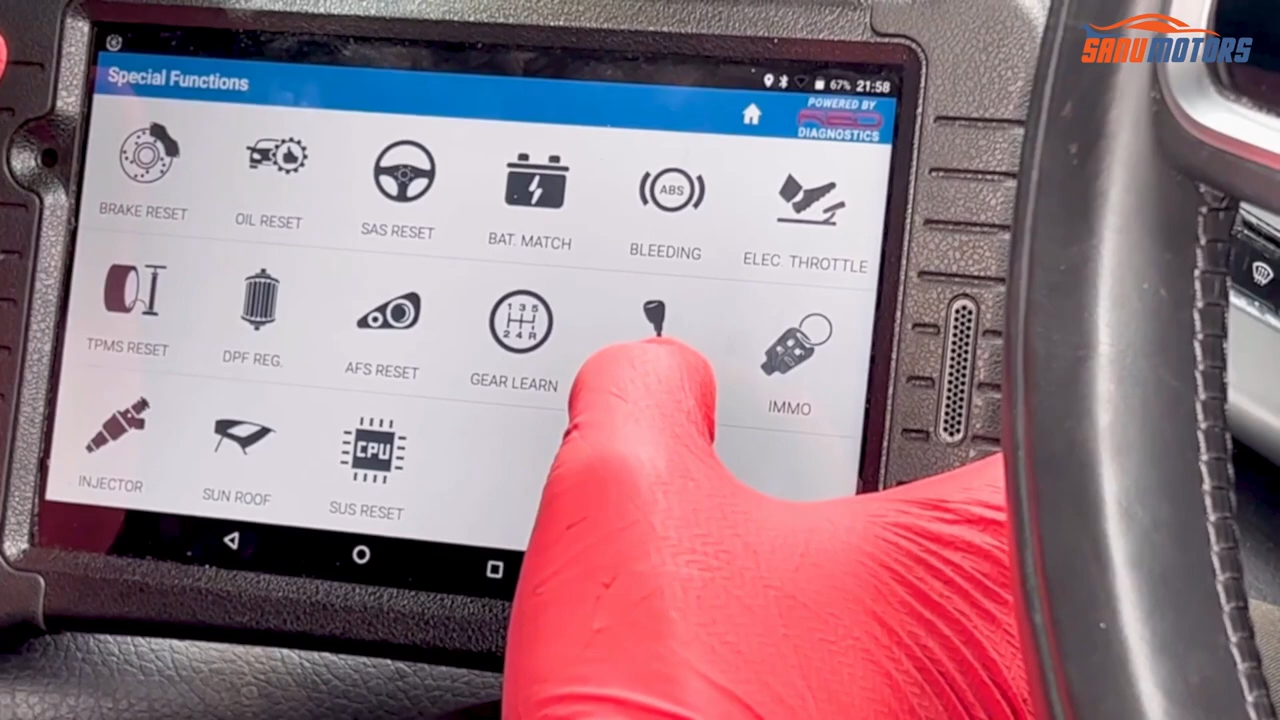 SANUMOTORS
Special Functions
67% 21:58
POWERED BY
RED
DIAGNOSTICS
BRAKE RESET
OIL RESET
SAS RESET
BAT. MATCH
ABS
BLEEDING
ELEC. THROTTLE
TPMS RESET
DPF REG.
AFS RESET
1 3 5
2 4 R
GEAR LEARN
IMMO
INJECTOR
SUN ROOF
CPU
SUS RESET